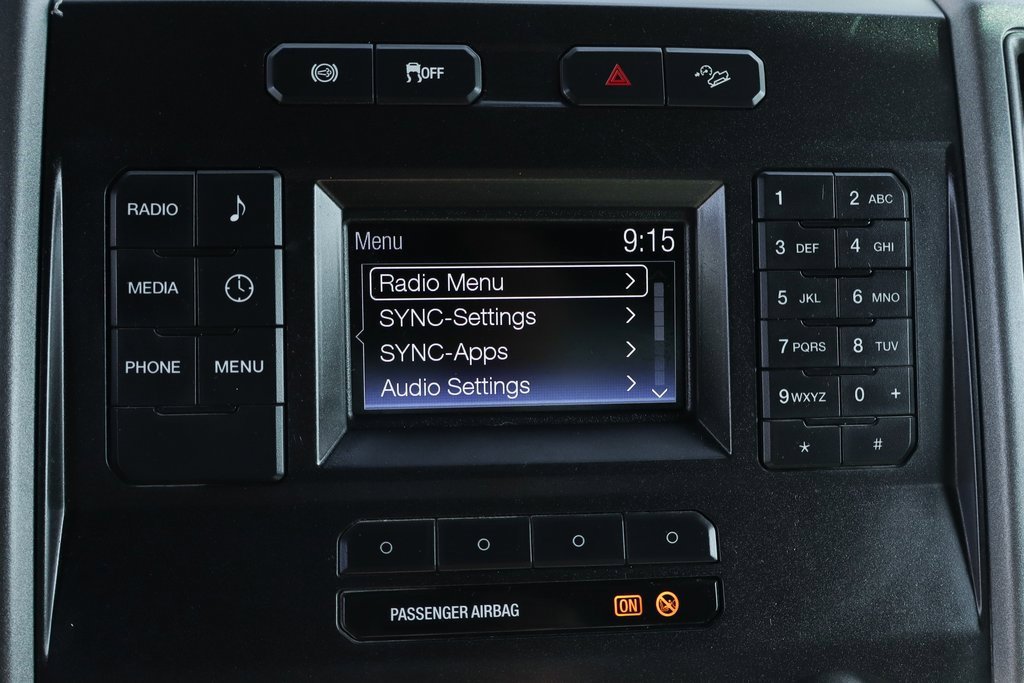 OFF
RADIO
MEDIA
PHONE MENU
Menu 9:15
Radio Menu
SYNC-Settings
SYNC-Apps
Audio Settings
1 2 ABC
3 DEF 4 GHI
5 JKL 6 MNO
7 PQRS 8 TUV
9 WXYZ 0 +
* #
PASSENGER AIRBAG ON